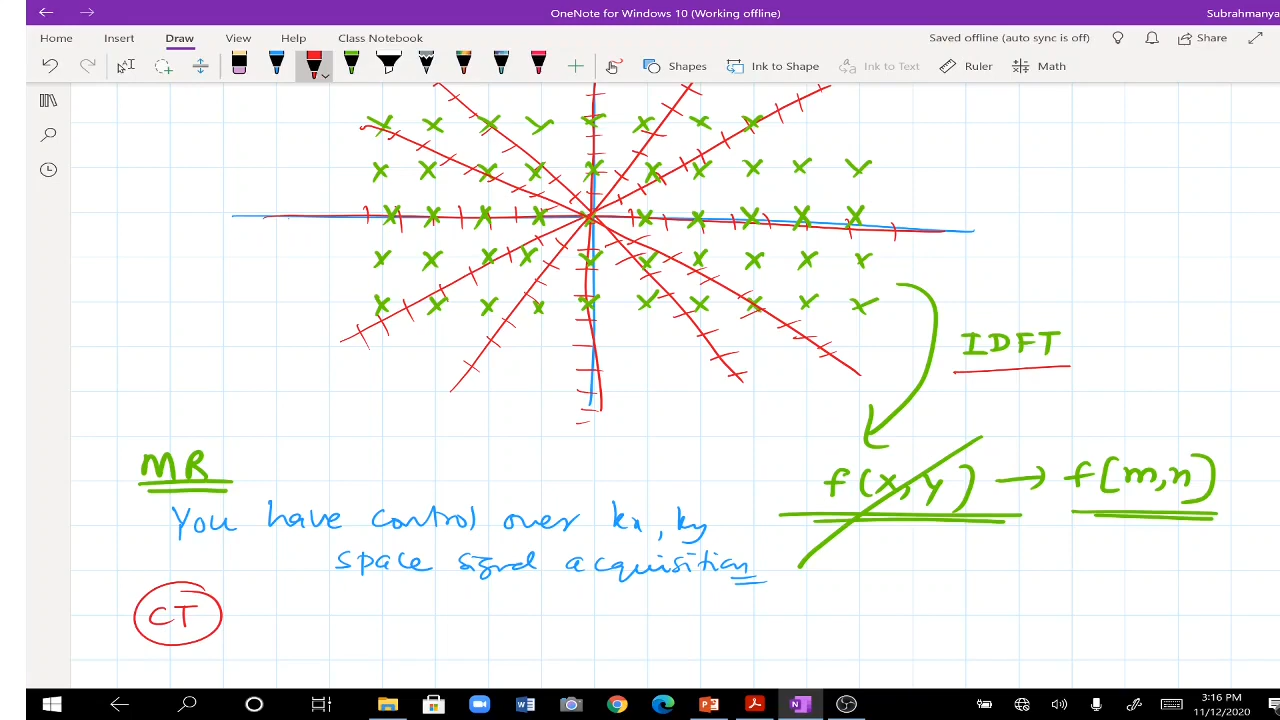 OneNote for Windows 10 (Working offline)
Subrahmanya
Home Insert Draw View Help Class Notebook
Saved offline (auto sync is off) Share
Shapes Ink to Shape Ink to Text Ruler Math
IDFT
f(x,y) → f[m,n]
MR
You have control over kx, ky
space signal acquisition
CT
3:16 PM
11/12/2020